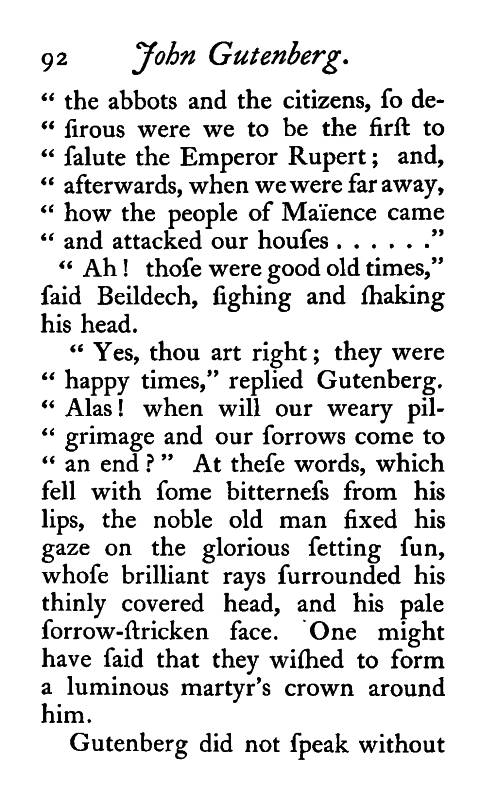 92 John Gutenberg.
“ the abbots and the citizens, ſo de-
“ ſirous were we to be the firſt to
“ ſalute the Emperor Rupert ; and,
“ afterwards, when we were far away,
“ how the people of Maïence came
“ and attacked our houſes . . . . . .”
“ Ah ! thoſe were good old times,”
ſaid Beildech, ſighing and ſhaking
his head.
“ Yes, thou art right ; they were
“ happy times,” replied Gutenberg.
“ Alas ! when will our weary pil-
“ grimage and our ſorrows come to
“ an end ? ” At theſe words, which
fell with ſome bitterneſs from his
lips, the noble old man fixed his
gaze on the glorious ſetting ſun,
whoſe brilliant rays ſurrounded his
thinly covered head, and his pale
ſorrow-ſtricken face. One might
have ſaid that they wiſhed to form
a luminous martyr’s crown around
him.
Gutenberg did not ſpeak without